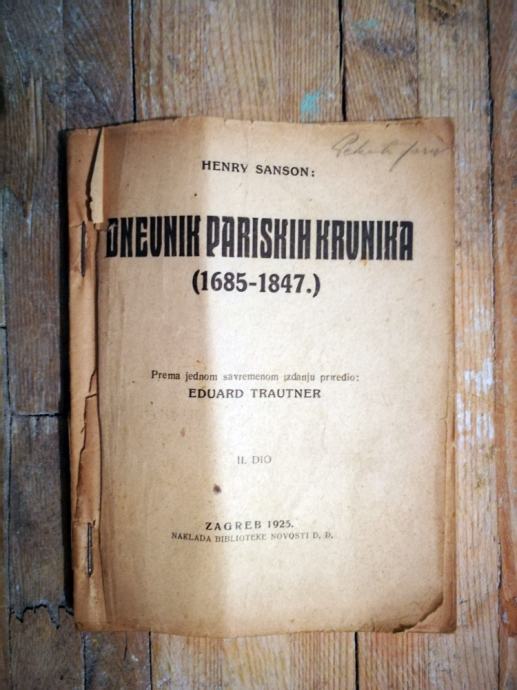 HENRY SANSON:
DNEVNIK PARISKIH KRVNIKA
(1685-1847.)
Prema jednom savremenom izdanju priredio:
EDUARD TRAUTNER
II. DIO
ZAGREB 1925.
NAKLADA BIBLIOTEKE NOVOSTI D. D.